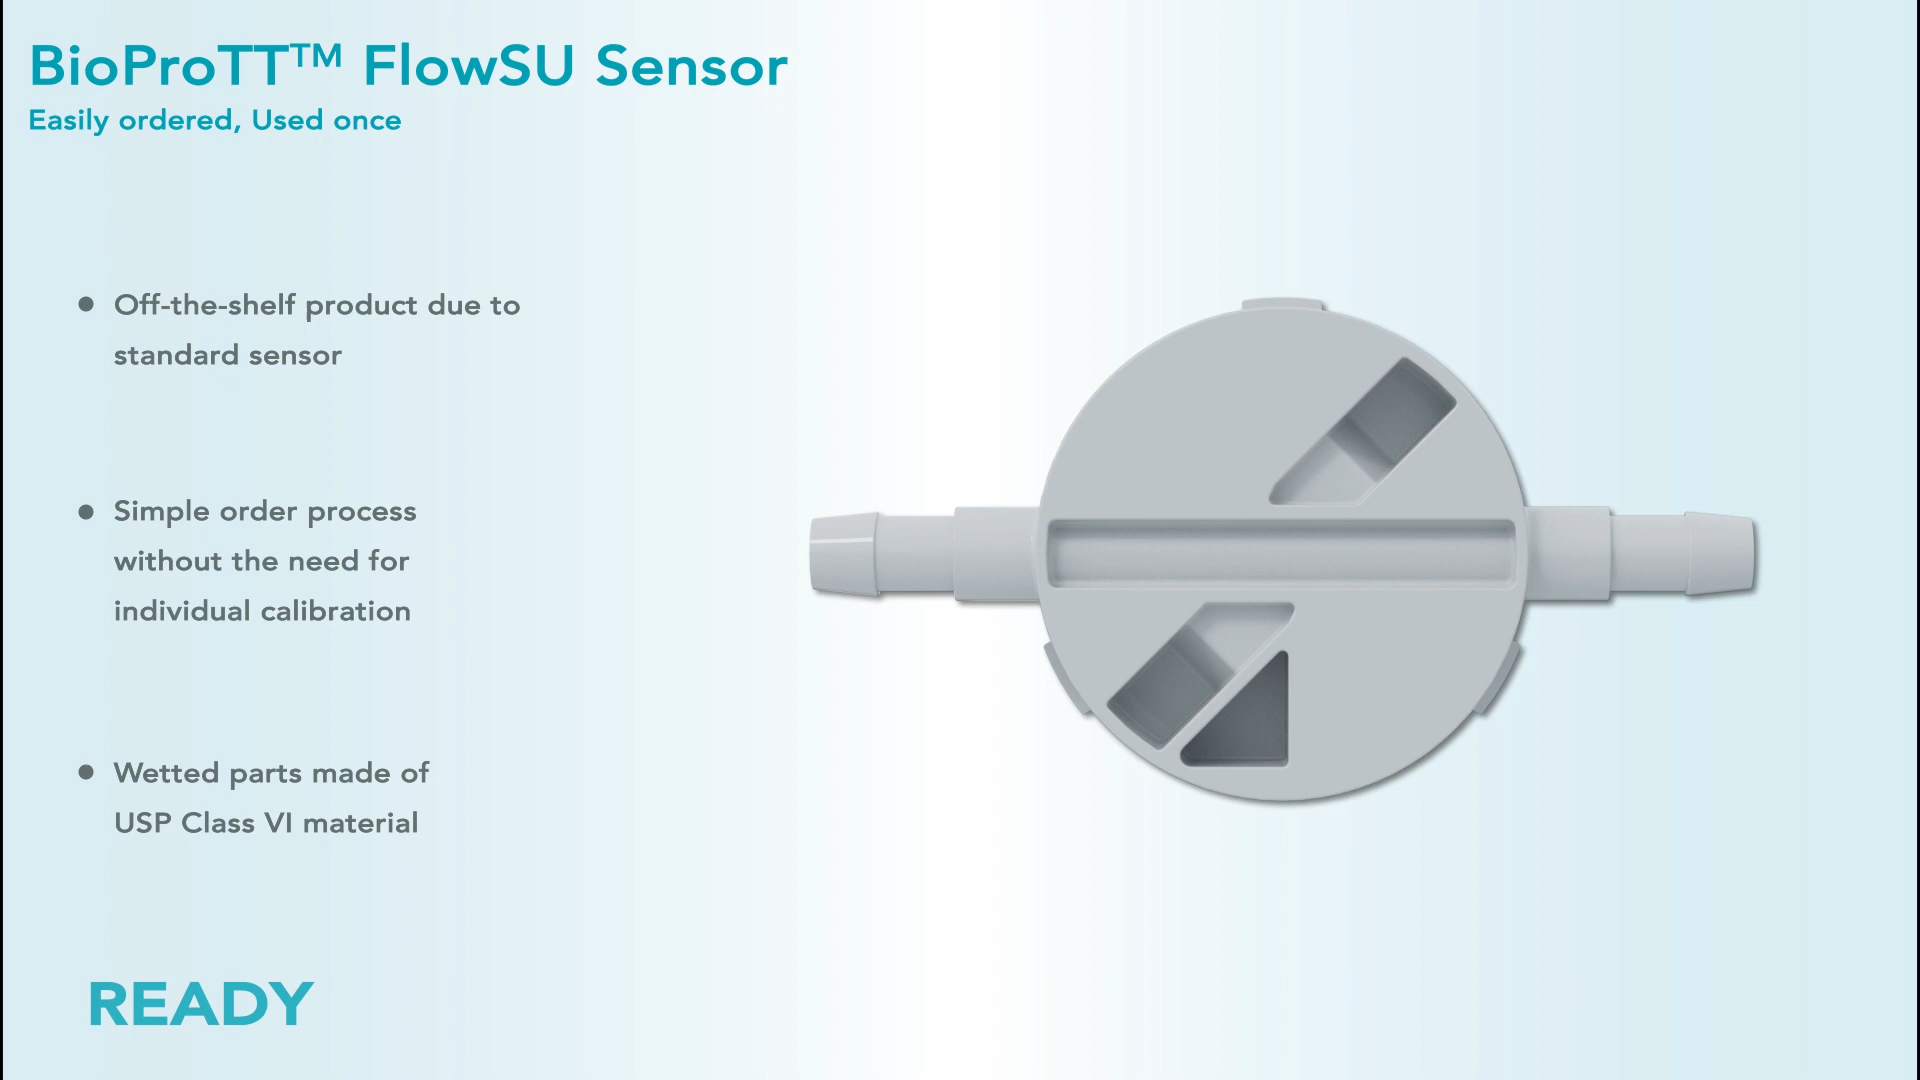 BioProTT™ FlowSU Sensor
Easily ordered, Used once
• Off-the-shelf product due to
standard sensor
• Simple order process
without the need for
individual calibration
• Wetted parts made of
USP Class VI material
READY